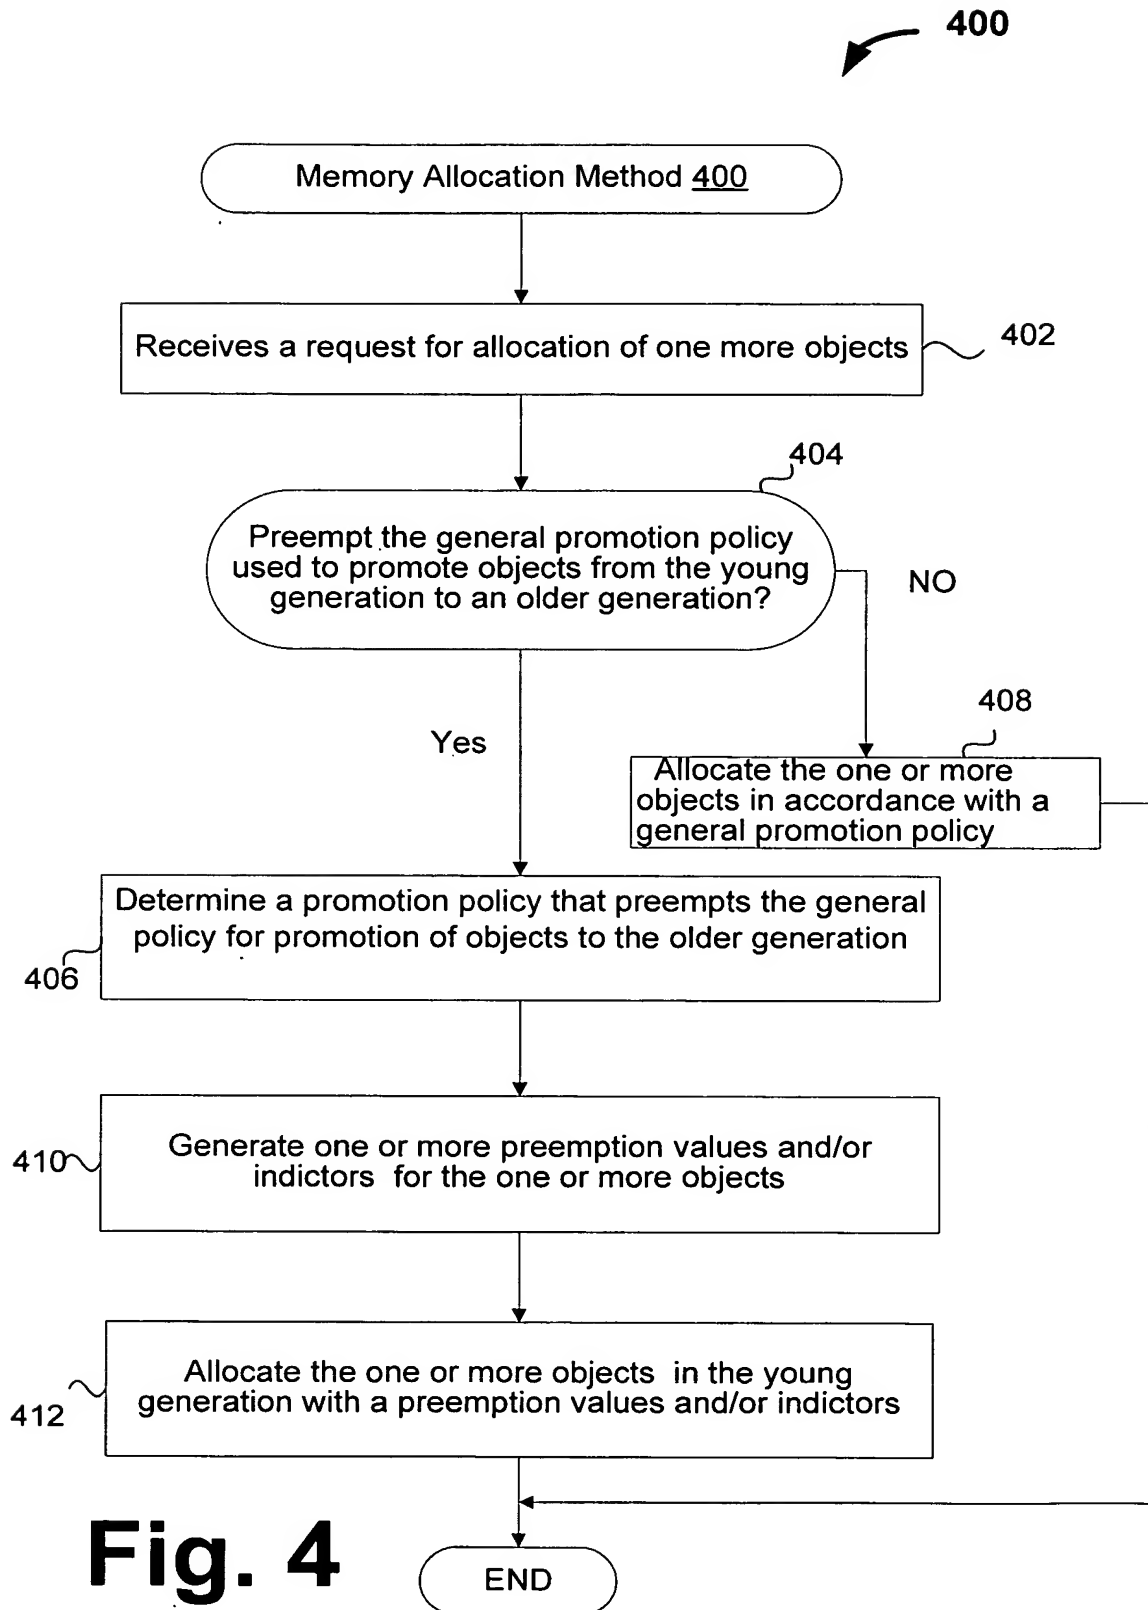 400
Memory Allocation Method 400
Receives a request for allocation of one more objects
402
404
Preempt the general promotion policy
used to promote objects from the young
generation to an older generation?
NO
Yes
408
Allocate the one or more
objects in accordance with a
general promotion policy
Determine a promotion policy that preempts the general
policy for promotion of objects to the older generation
406
Generate one or more preemption values and/or
indictors for the one or more objects
410
Allocate the one or more objects in the young
generation with a preemption values and/or indictors
412
Fig. 4
END